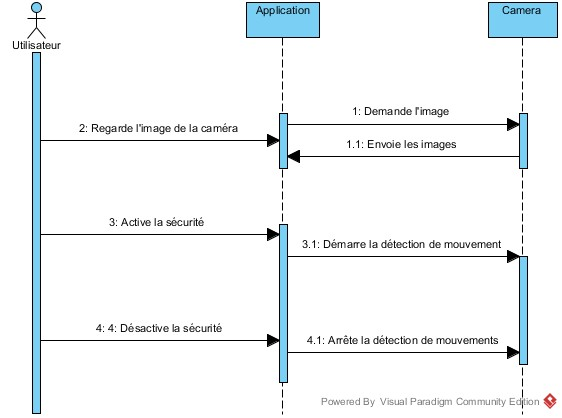 Application
Camera
Utilisateur
1: Demande l'image
2: Regarde l'image de la caméra
1.1: Envoie les images
3: Active la sécurité
3.1: Démarre la détection de mouvement
4: 4: Désactive la sécurité
4.1: Arrête la détection de mouvements
Powered By Visual Paradigm Community Edition